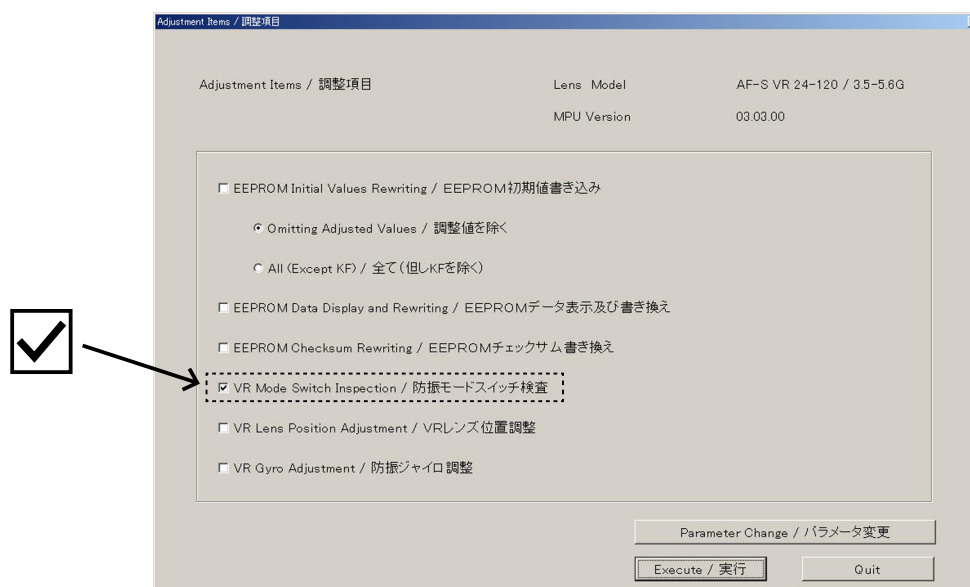 Adjustment Items / 調整項目
Adjustment Items / 調整項目
Lens Model
AF-S VR 24-120 / 3.5-5.6G
MPU Version
03.03.00
EEPROM Initial Values Rewriting / EEPROM初期値書き込み
Omitting Adjusted Values / 調整値を除く
All (Except KF) / 全て(但しKFを除く)
EEPROM Data Display and Rewriting / EEPROMデータ表示及び書き換え
EEPROM Checksum Rewriting / EEPROMチェックサム書き換え
VR Mode Switch Inspection / 防振モードスイッチ検査
VR Lens Position Adjustment / VRレンズ位置調整
VR Gyro Adjustment / 防振ジャイロ調整
Parameter Change / パラメータ変更
Execute / 実行
Quit